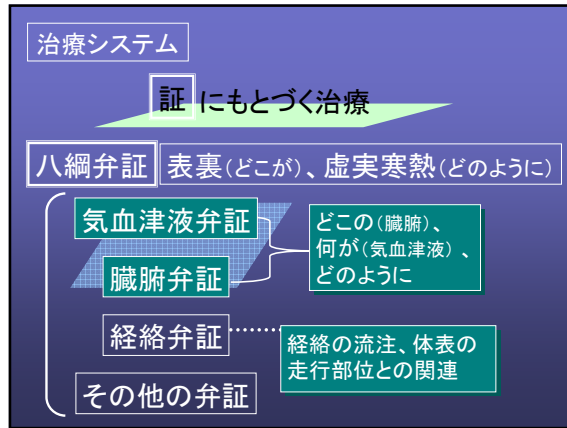 治療システム
証 にもとづく治療
八綱弁証 表裏(どこが)、虚実寒熱(どのように)
気血津液弁証
臓腑弁証
どこの(臓腑)、
何が(気血津液)、
どのように
経絡弁証
経絡の流注、体表の
走行部位との関連
その他の弁証